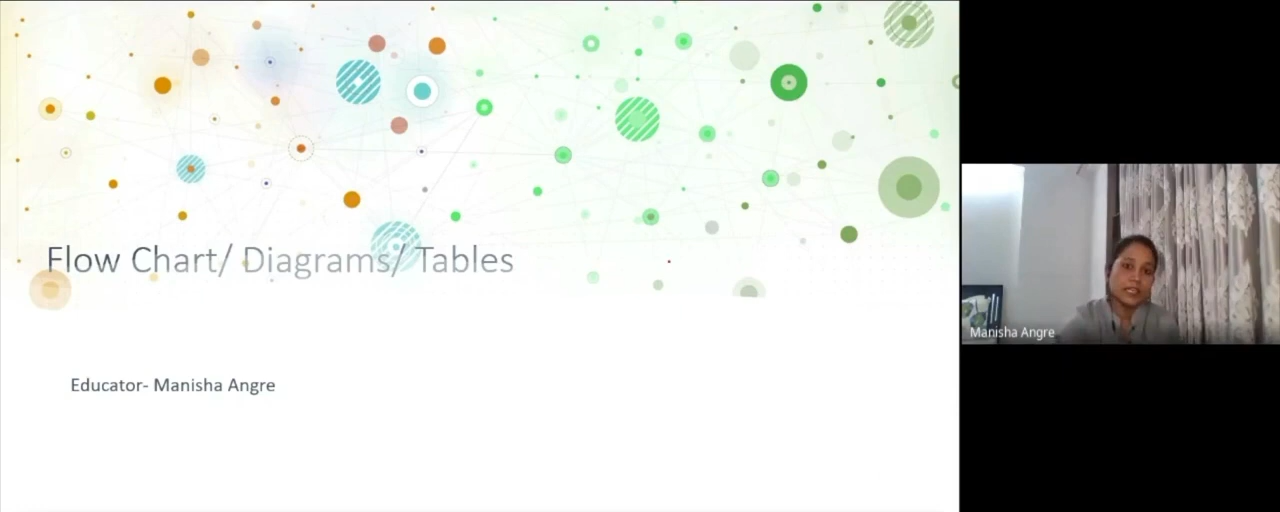 Flow Chart/ Diagrams/ Tables
Educator- Manisha Angre
Manisha Angre